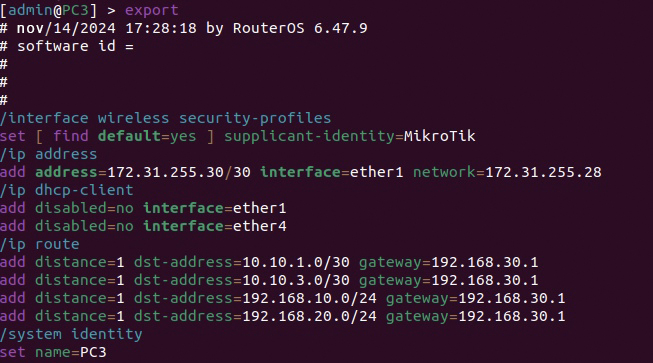 [admin@PC3] > export
# nov/14/2024 17:28:18 by RouterOS 6.47.9
# software id =
#
#
#
/interface wireless security-profiles
set [ find default=yes ] supplicant-identity=MikroTik
/ip address
add address=172.31.255.30/30 interface=ether1 network=172.31.255.28
/ip dhcp-client
add disabled=no interface=ether1
add disabled=no interface=ether4
/ip route
add distance=1 dst-address=10.10.1.0/30 gateway=192.168.30.1
add distance=1 dst-address=10.10.3.0/30 gateway=192.168.30.1
add distance=1 dst-address=192.168.10.0/24 gateway=192.168.30.1
add distance=1 dst-address=192.168.20.0/24 gateway=192.168.30.1
/system identity
set name=PC3